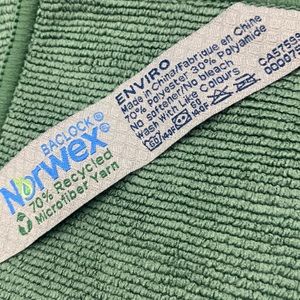 BACLOCK®
Norwex®
70% Recycled
Microfiber Yarn
ENVIRO
Made in China/Fabriqué en Chine
70% Polyester 30% Polyamide
No softener/No bleach
Wash With Like Colours